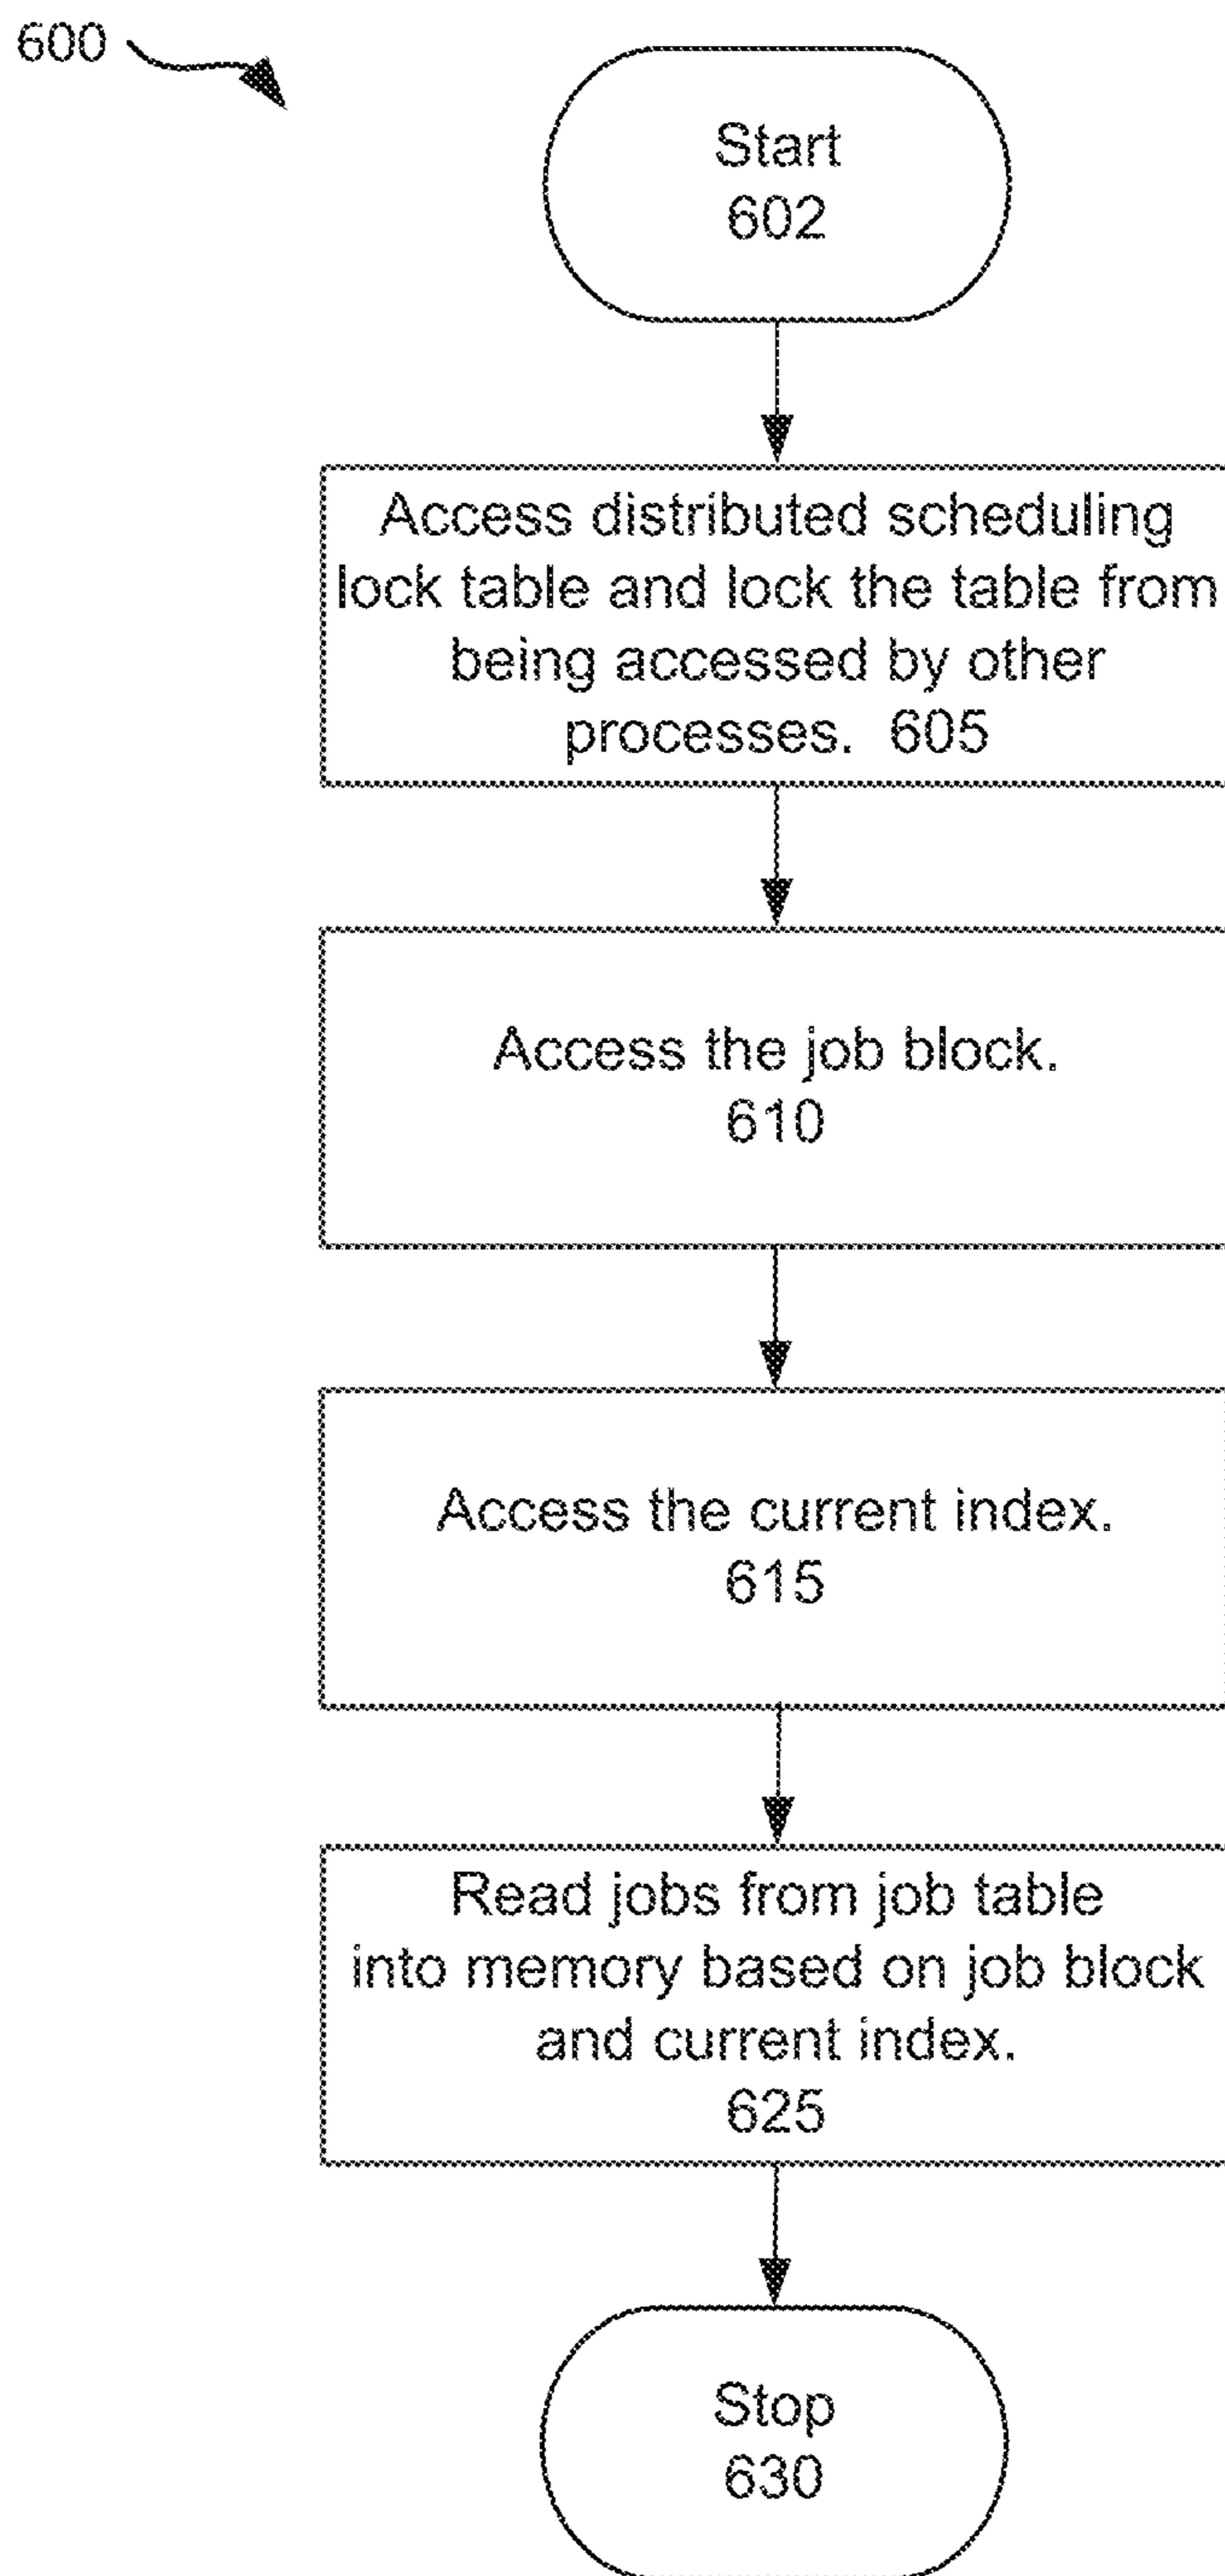 600
Start
602
Access distributed scheduling
lock table and lock the table from
being accessed by other
processes. 605
Access the job block.
610
Access the current index.
615
Read jobs from job table
into memory based on job block
and current index.
625
Stop
630